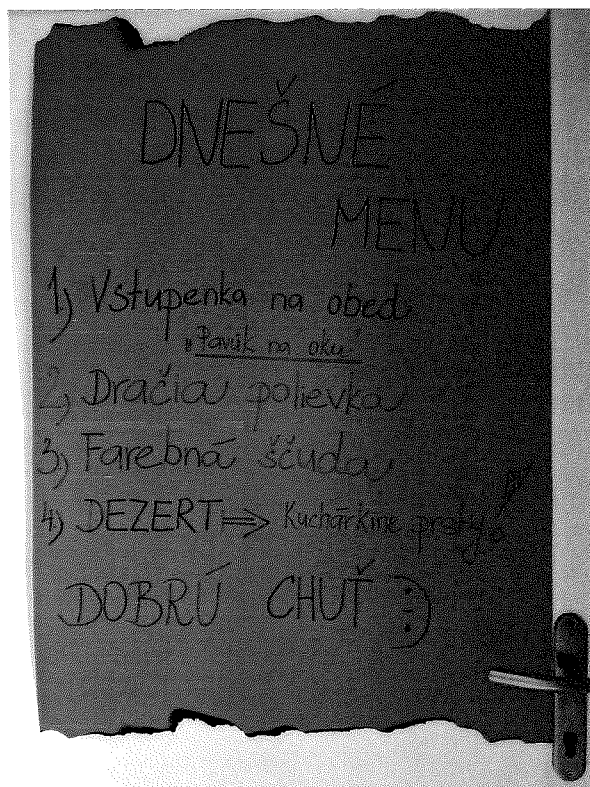 DNEŠNÉ
MENU
1) Vstupenka na obed
"Pavúk na oku"
2) Dračia polievka
3) Farebná ščuda
4) DEZERT ⇒ Kuchárkine prsty!
DOBRÚ CHUŤ :-)